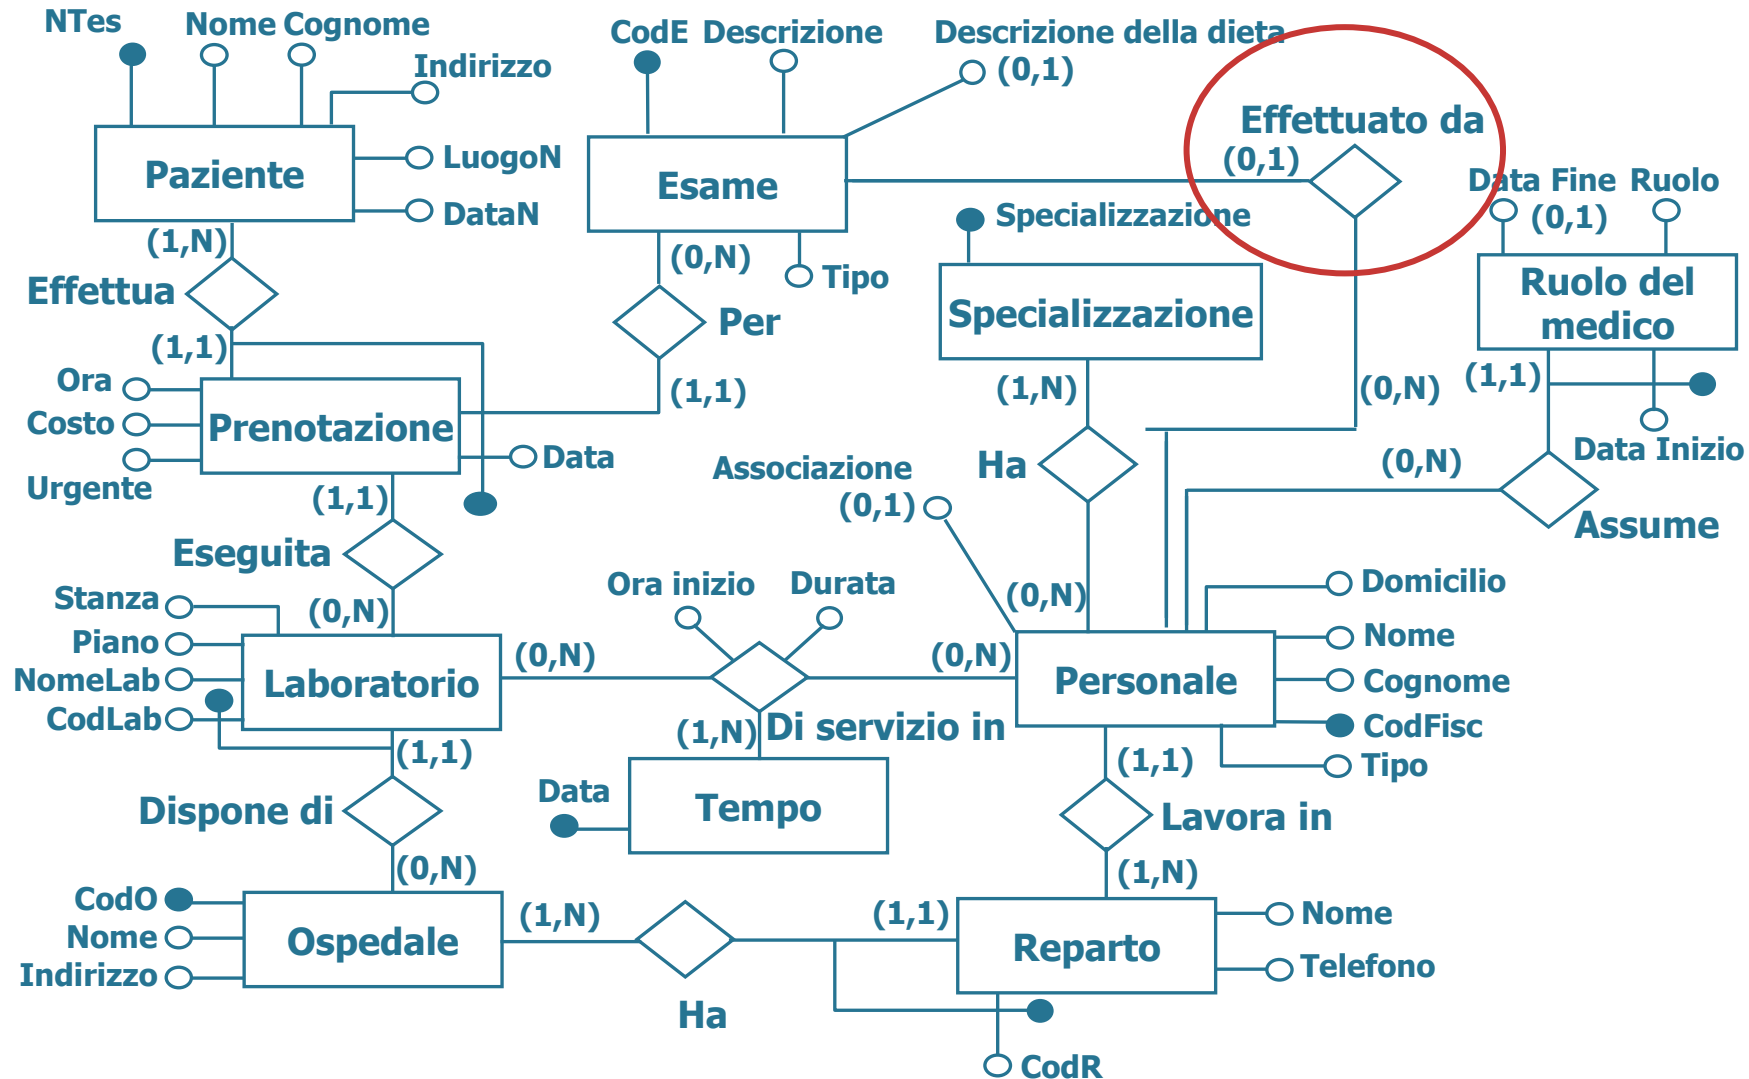 NTes
Nome Cognome
Indirizzo
Paziente
LuogoN
DataN
(1,N)
Effettua
(1,1)
CodE Descrizione
Descrizione della dieta
(0,1)
Esame
(0,N)
Tipo
Per
(1,1)
Effettuato da
(0,1)
(0,N)
Specializzazione
Specializzazione
(1,N)
Ha
(0,N)
Data Fine Ruolo
(0,1)
Ruolo del
medico
(1,1)
Data Inizio
(0,N)
Assume
Ora
Costo
Urgente
Prenotazione
Data
(1,1)
Eseguita
(0,N)
Associazione
(0,1)
Stanza
Piano
NomeLab
CodLab
Laboratorio
(0,N)
Ora inizio
Durata
(0,N)
Di servizio in
(1,N)
Data
Tempo
Personale
Domicilio
Nome
Cognome
CodFisc
Tipo
(1,1)
Dispone di
(0,N)
(1,1)
Lavora in
(1,N)
CodO
Nome
Indirizzo
Ospedale
(1,N)
Ha
(1,1)
Reparto
Nome
Telefono
CodR